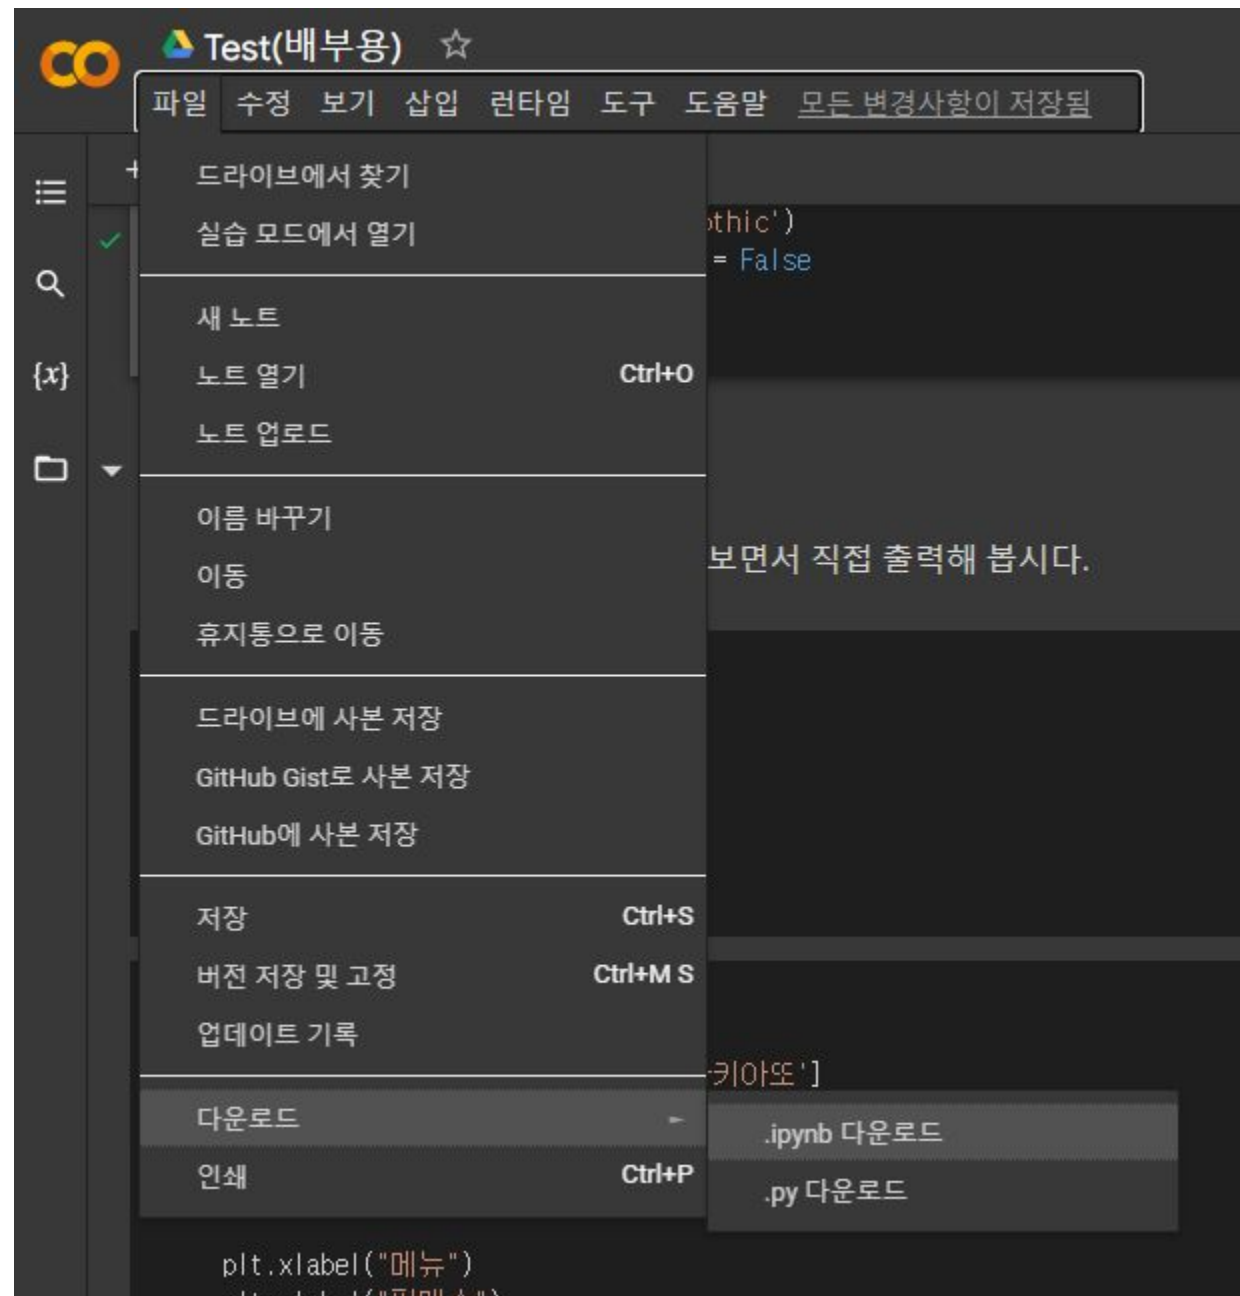 Test(배부용)
파일 수정 보기 삽입 런타임 도구 도움말 모든 변경사항이 저장됨
드라이브에서 찾기
실습 모드에서 열기
othic')
= False
새 노트
노트 열기 Ctrl+O
노트 업로드
{x}
이름 바꾸기
이동
휴지통으로 이동
보면서 직접 출력해 봅시다.
드라이브에 사본 저장
GitHub Gist로 사본 저장
GitHub에 사본 저장
저장 Ctrl+S
버전 저장 및 고정 Ctrl+M S
업데이트 기록
키아또']
다운로드
.ipynb 다운로드
인쇄 Ctrl+P
.py 다운로드
plt.xlabel("메뉴")